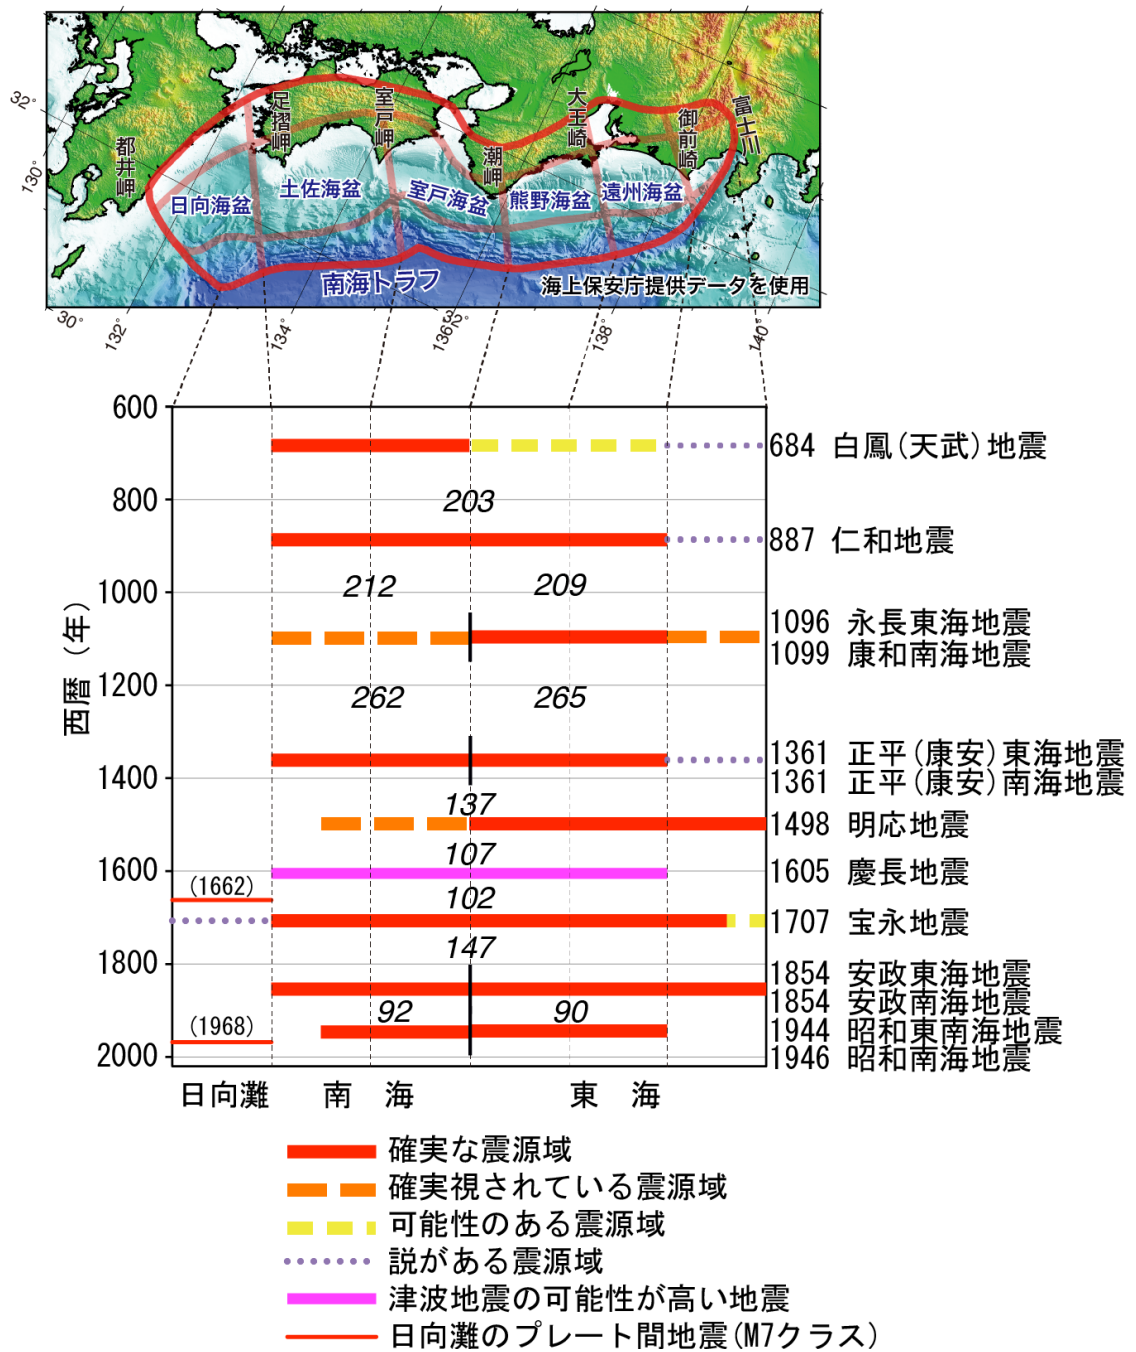 32°
130°
都井岬
足摺岬
室戸岬
潮岬
大王崎
御前崎
富士川
日向海盆
土佐海盆
室戸海盆
熊野海盆
遠州海盆
南海トラフ
海上保安庁提供データを使用
30°
132°
134°
136°
32°
138°
140°
西暦（年）
600
800
1000
1200
1400
1600
1800
2000
684 白鳳（天武）地震
203
887 仁和地震
212
209
1096 永長東海地震
1099 康和南海地震
262
265
1361 正平（康安）東海地震
1361 正平（康安）南海地震
137
1498 明応地震
107
1605 慶長地震
（1662）
102
1707 宝永地震
147
1854 安政東海地震
1854 安政南海地震
92
90
1944 昭和東南海地震
（1968）
1946 昭和南海地震
日向灘 南 海 東 海
確実な震源域
確実視されている震源域
可能性のある震源域
説がある震源域
津波地震の可能性が高い地震
日向灘のプレート間地震（M7クラス）